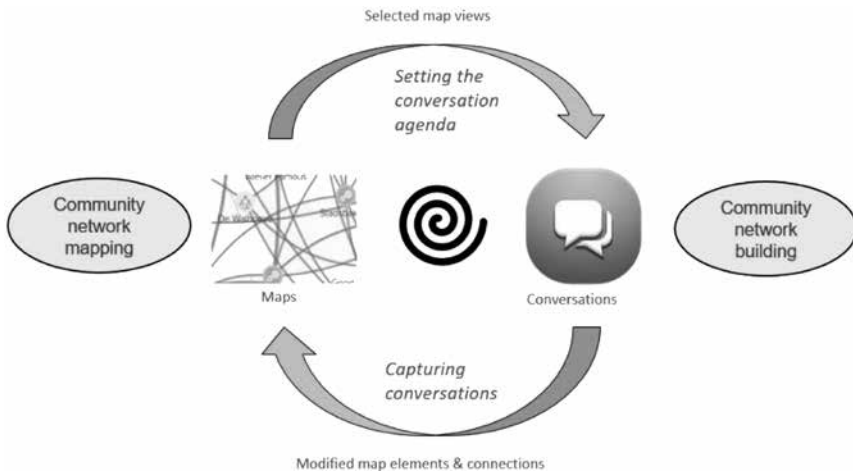 Selected map views
Setting the
conversation
agenda
Community
network
mapping
Community
network
building
Maps
Conversations
Capturing
conversations
Modified map elements & connections